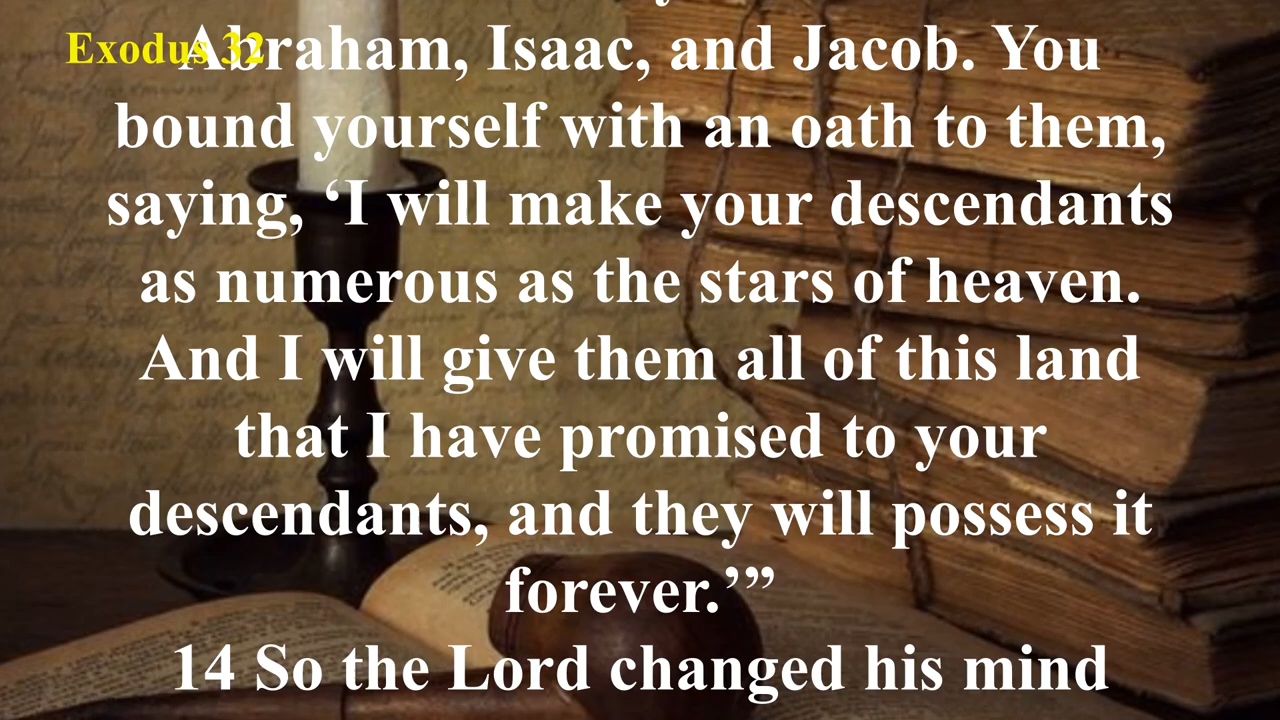 Exodus 32
Abraham, Isaac, and Jacob. You
bound yourself with an oath to them,
saying, ‘I will make your descendants
as numerous as the stars of heaven.
And I will give them all of this land
that I have promised to your
descendants, and they will possess it
forever.’”
14 So the Lord changed his mind